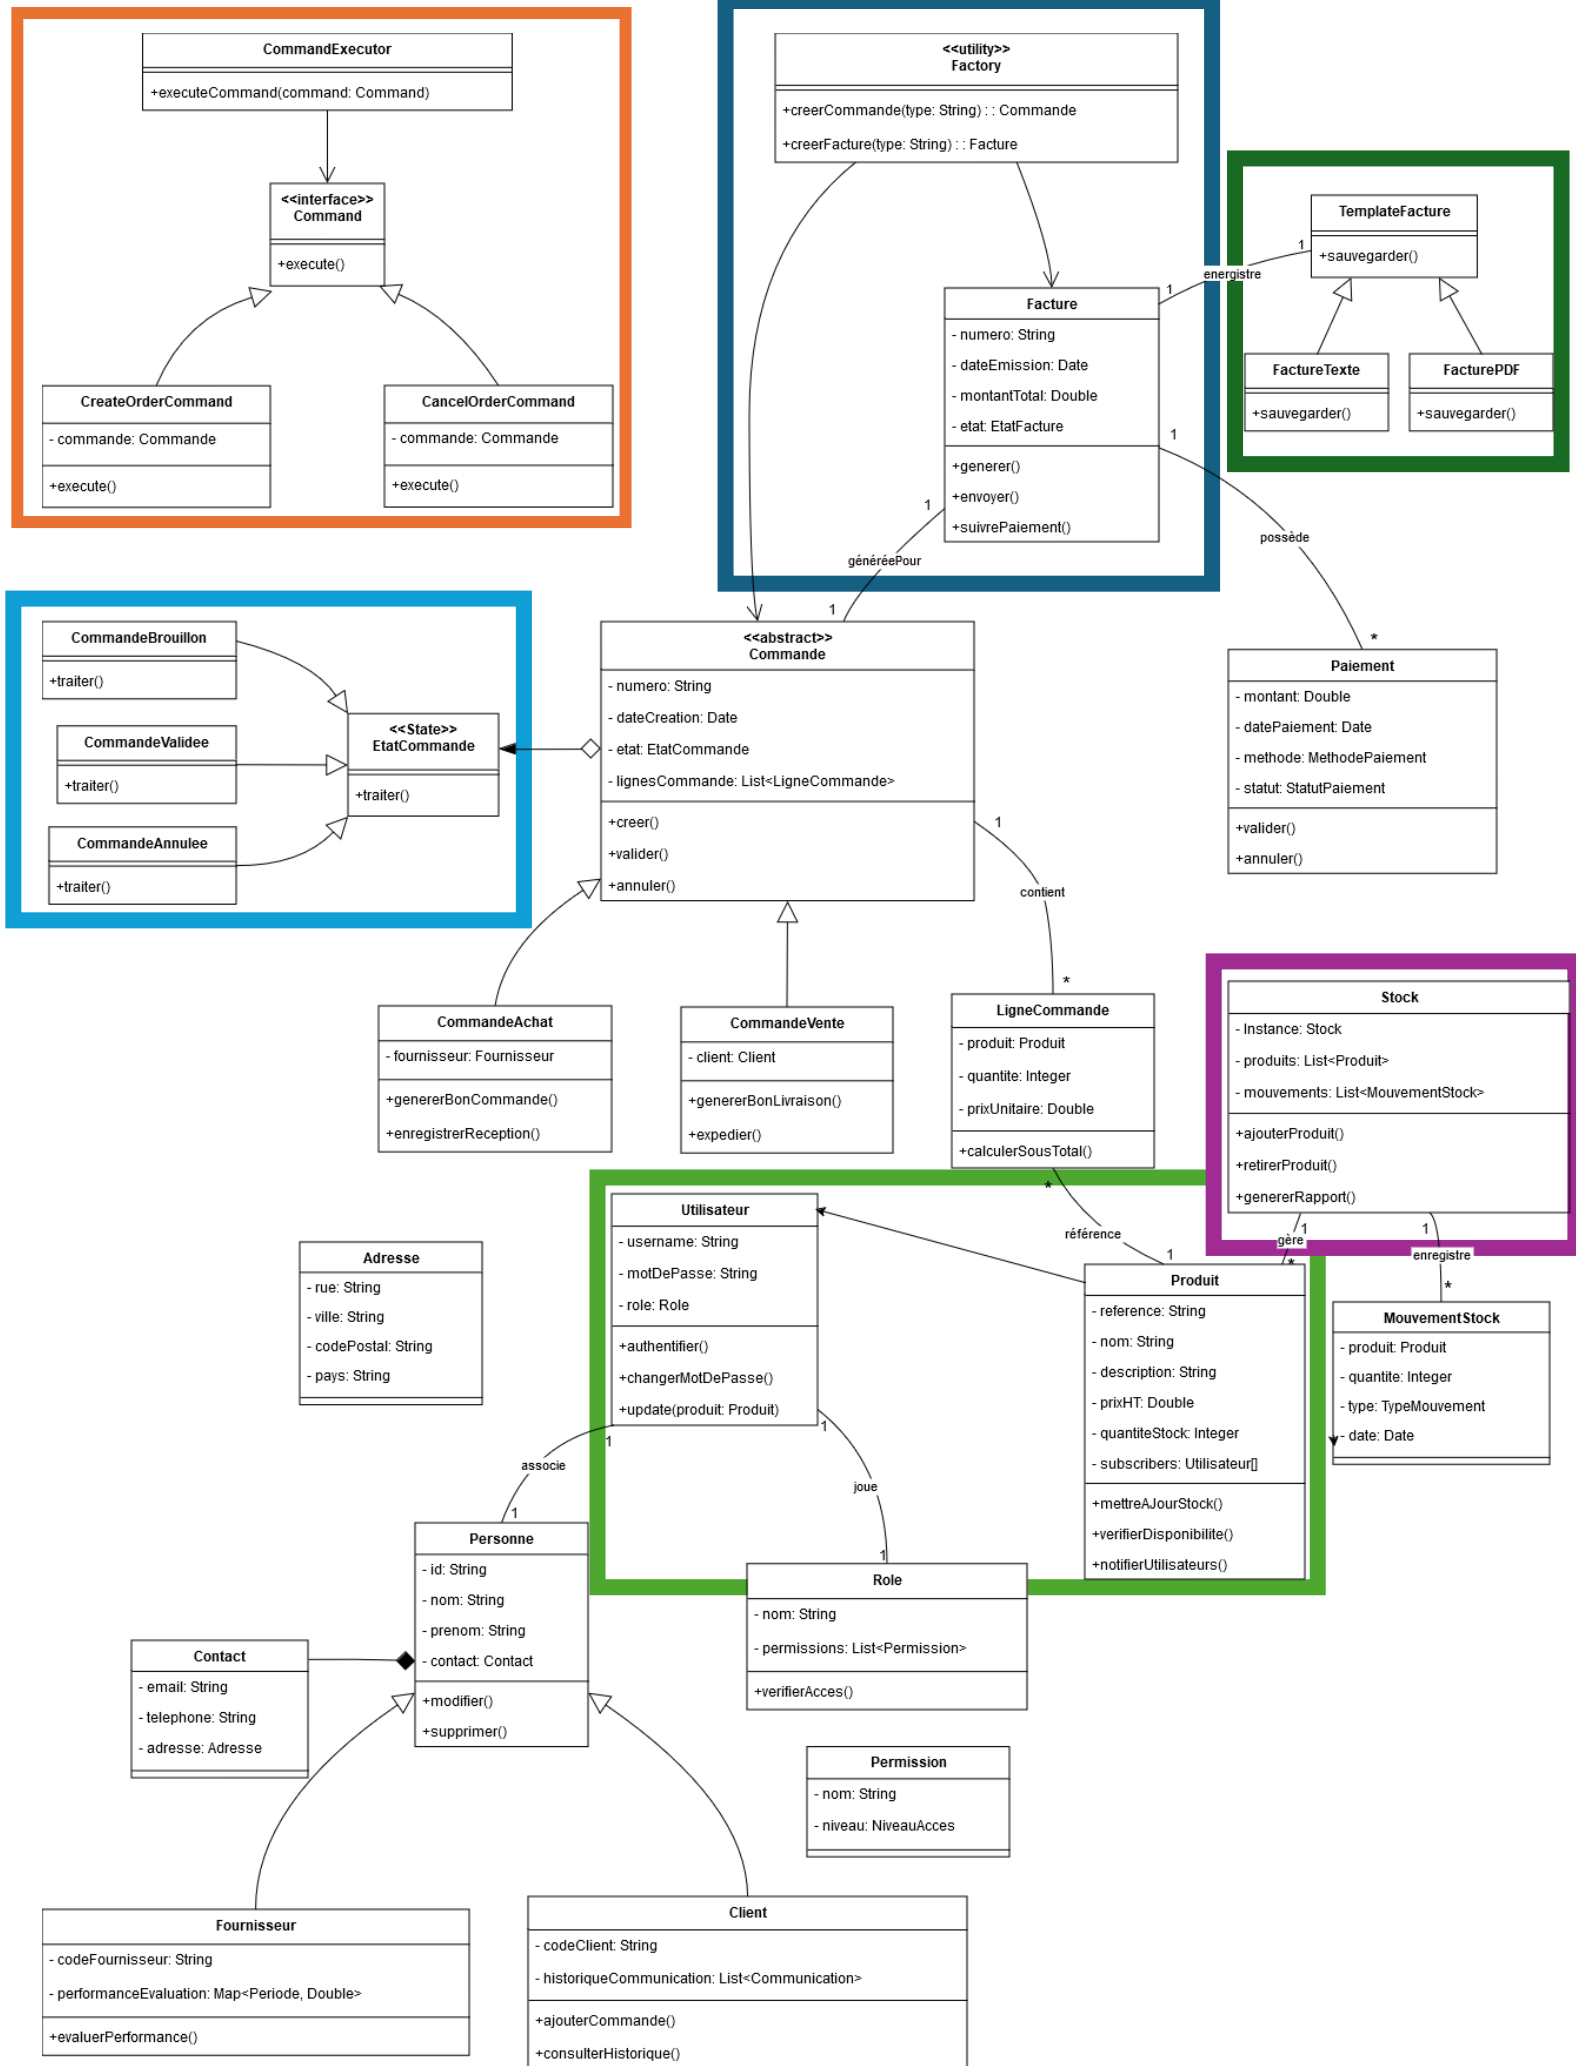 CommandExecutor
+executeCommand(command: Command)
<<interface>>
Command
+execute()
CreateOrderCommand
- commande: Commande
+execute()
CancelOrderCommand
- commande: Commande
+execute()
<<utility>>
Factory
+creerCommande(type: String) : : Commande
+creerFacture(type: String) : : Facture
Facture
- numero: String
- dateEmission: Date
- montantTotal: Double
- etat: EtatFacture
+generer()
+envoyer()
+suivrePaiement()
1
energistre
1
TemplateFacture
+sauvegarder()
FactureTexte
+sauvegarder()
FacturePDF
+sauvegarder()
1
possède
*
1
généréePour
1
CommandeBrouillon
+traiter()
CommandeValidee
+traiter()
CommandeAnnulee
+traiter()
<<State>>
EtatCommande
+traiter()
<<abstract>>
Commande
- numero: String
- dateCreation: Date
- etat: EtatCommande
- lignesCommande: List<LigneCommande>
+creer()
+valider()
+annuler()
Paiement
- montant: Double
- datePaiement: Date
- methode: MethodePaiement
- statut: StatutPaiement
+valider()
+annuler()
1
contient
*
CommandeAchat
- fournisseur: Fournisseur
+genererBonCommande()
+enregistrerReception()
CommandeVente
- client: Client
+genererBonLivraison()
+expedier()
LigneCommande
- produit: Produit
- quantite: Integer
- prixUnitaire: Double
+calculerSousTotal()
Stock
- Instance: Stock
- produits: List<Produit>
- mouvements: List<MouvementStock>
+ajouterProduit()
+retirerProduit()
+genererRapport()
*
référence
1
1
gère
*
1
enregistre
*
Utilisateur
- username: String
- motDePasse: String
- role: Role
+authentifier()
+changerMotDePasse()
+update(produit: Produit)
Adresse
- rue: String
- ville: String
- codePostal: String
- pays: String
Produit
- reference: String
- nom: String
- description: String
- prixHT: Double
- quantiteStock: Integer
- subscribers: Utilisateur[]
+mettreAJourStock()
+verifierDisponibilite()
+notifierUtilisateurs()
MouvementStock
- produit: Produit
- quantite: Integer
- type: TypeMouvement
- date: Date
1
associe
1
1
joue
1
Personne
- id: String
- nom: String
- prenom: String
- contact: Contact
+modifier()
+supprimer()
Role
- nom: String
- permissions: List<Permission>
+verifierAcces()
Contact
- email: String
- telephone: String
- adresse: Adresse
Permission
- nom: String
- niveau: NiveauAcces
Fournisseur
- codeFournisseur: String
- performanceEvaluation: Map<Periode, Double>
+evaluerPerformance()
Client
- codeClient: String
- historiqueCommunication: List<Communication>
+ajouterCommande()
+consulterHistorique()